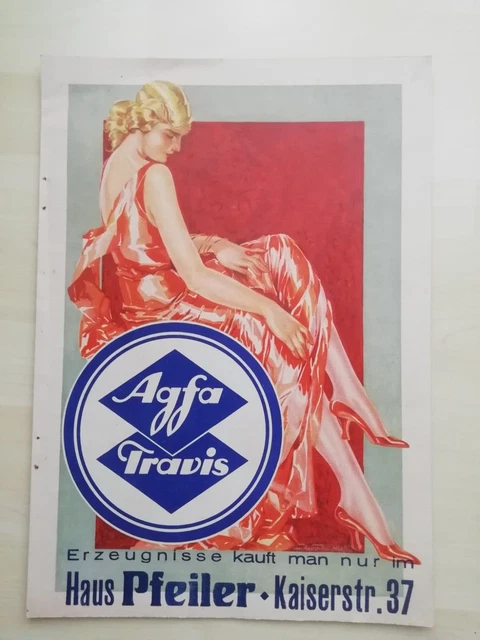 Agfa
Travis
Erzeugnisse kauft man nur im
Haus Pfeiler · Kaiserstr. 37